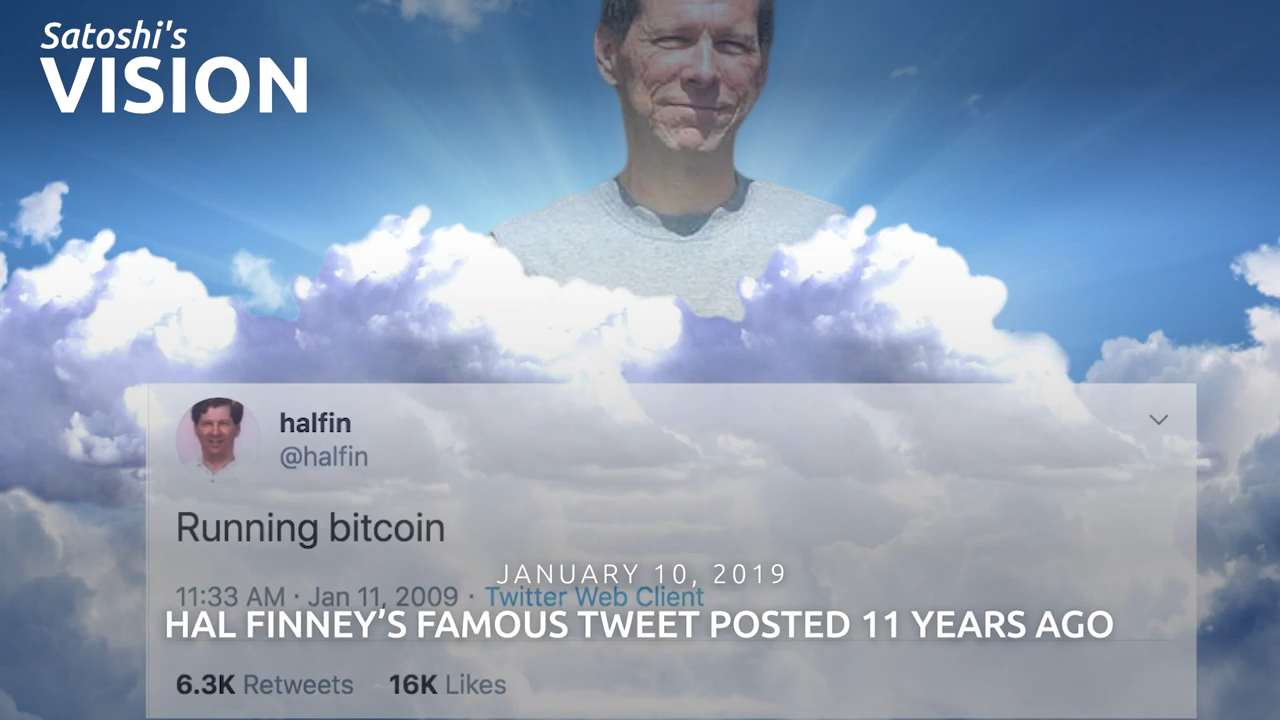 Satoshi's
VISION
halfin
@halfin
Running bitcoin
JANUARY 10, 2019
11:33 AM · Jan 11, 2009 · Twitter Web Client
HAL FINNEY’S FAMOUS TWEET POSTED 11 YEARS AGO
6.3K Retweets 16K Likes